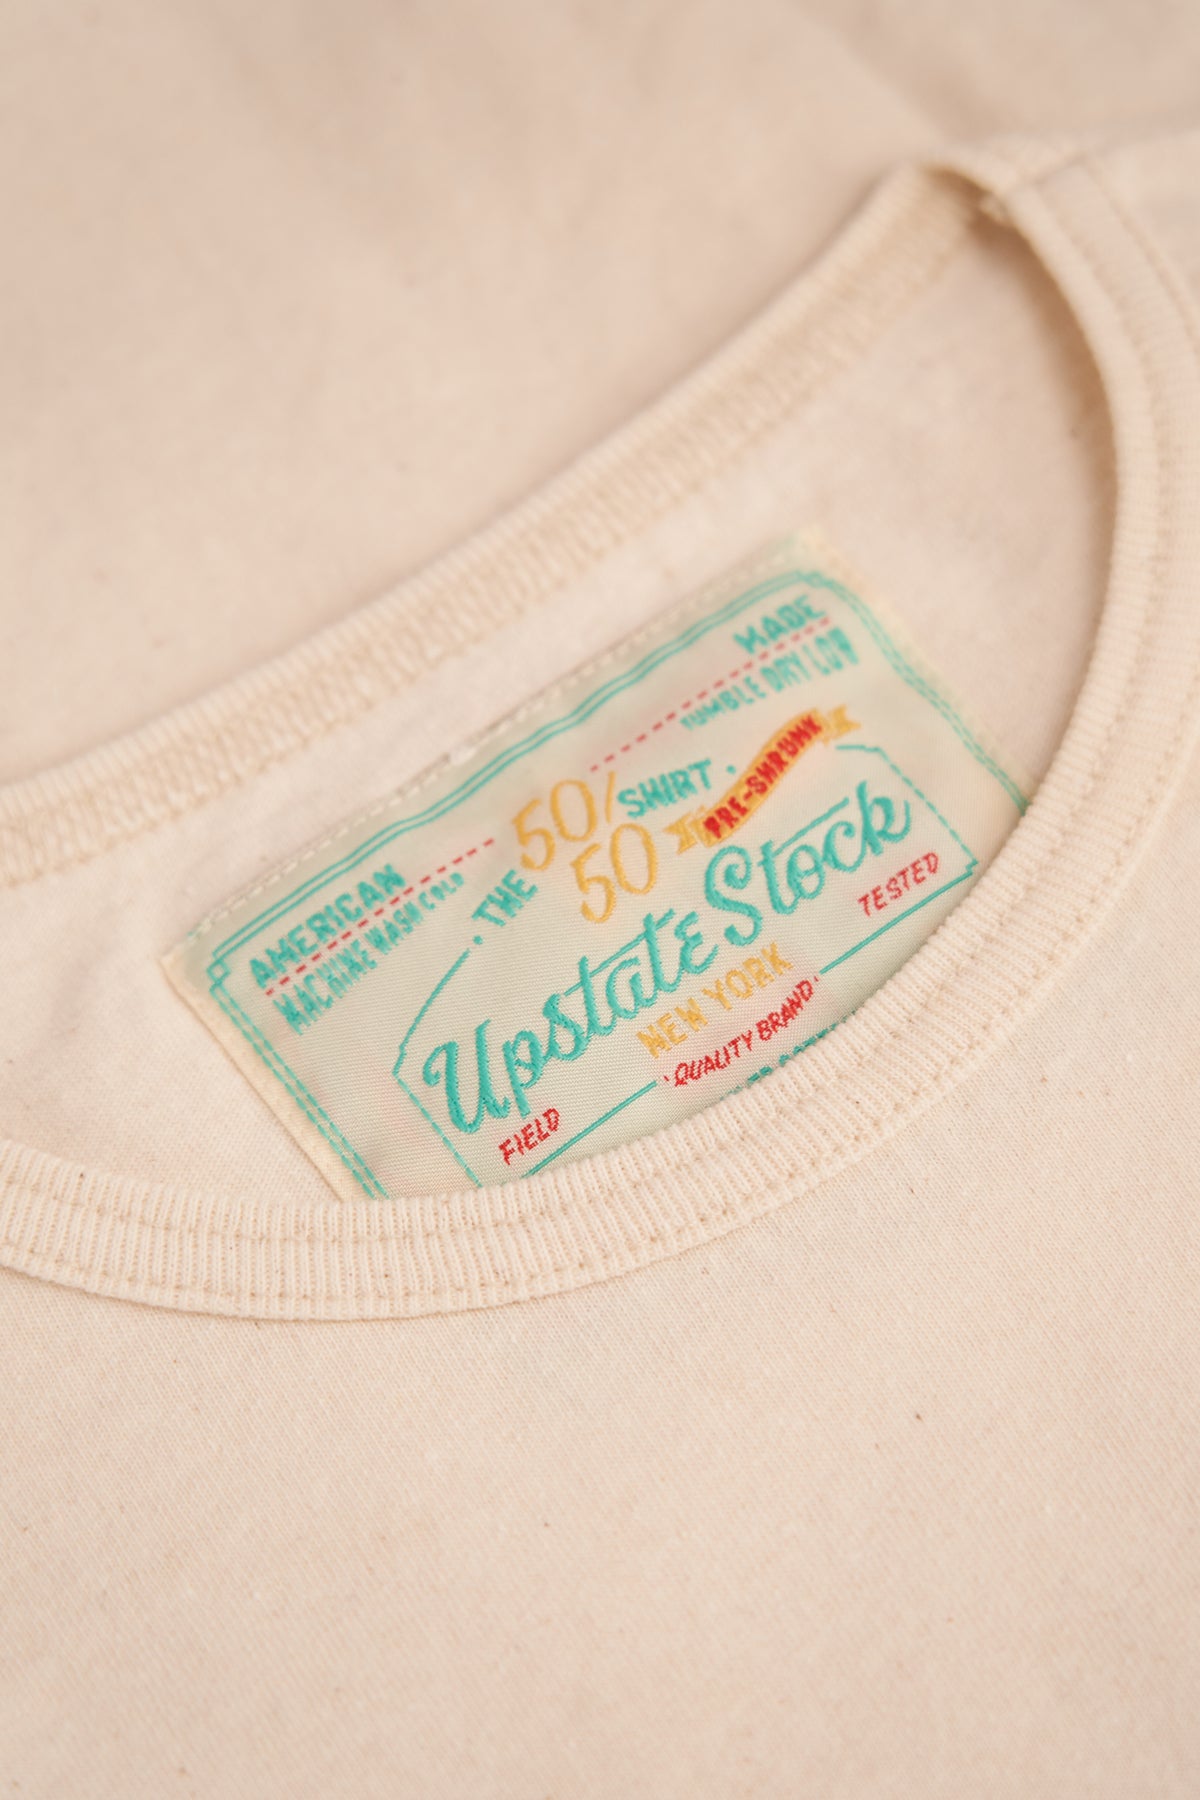 AMERICAN MADE
MACHINE WASH COLD TUMBLE DRY LOW
· THE 50/50 SHIRT ·
PRE-SHRUNK
Upstate Stock
NEW YORK
FIELD TESTED
· QUALITY BRAND ·